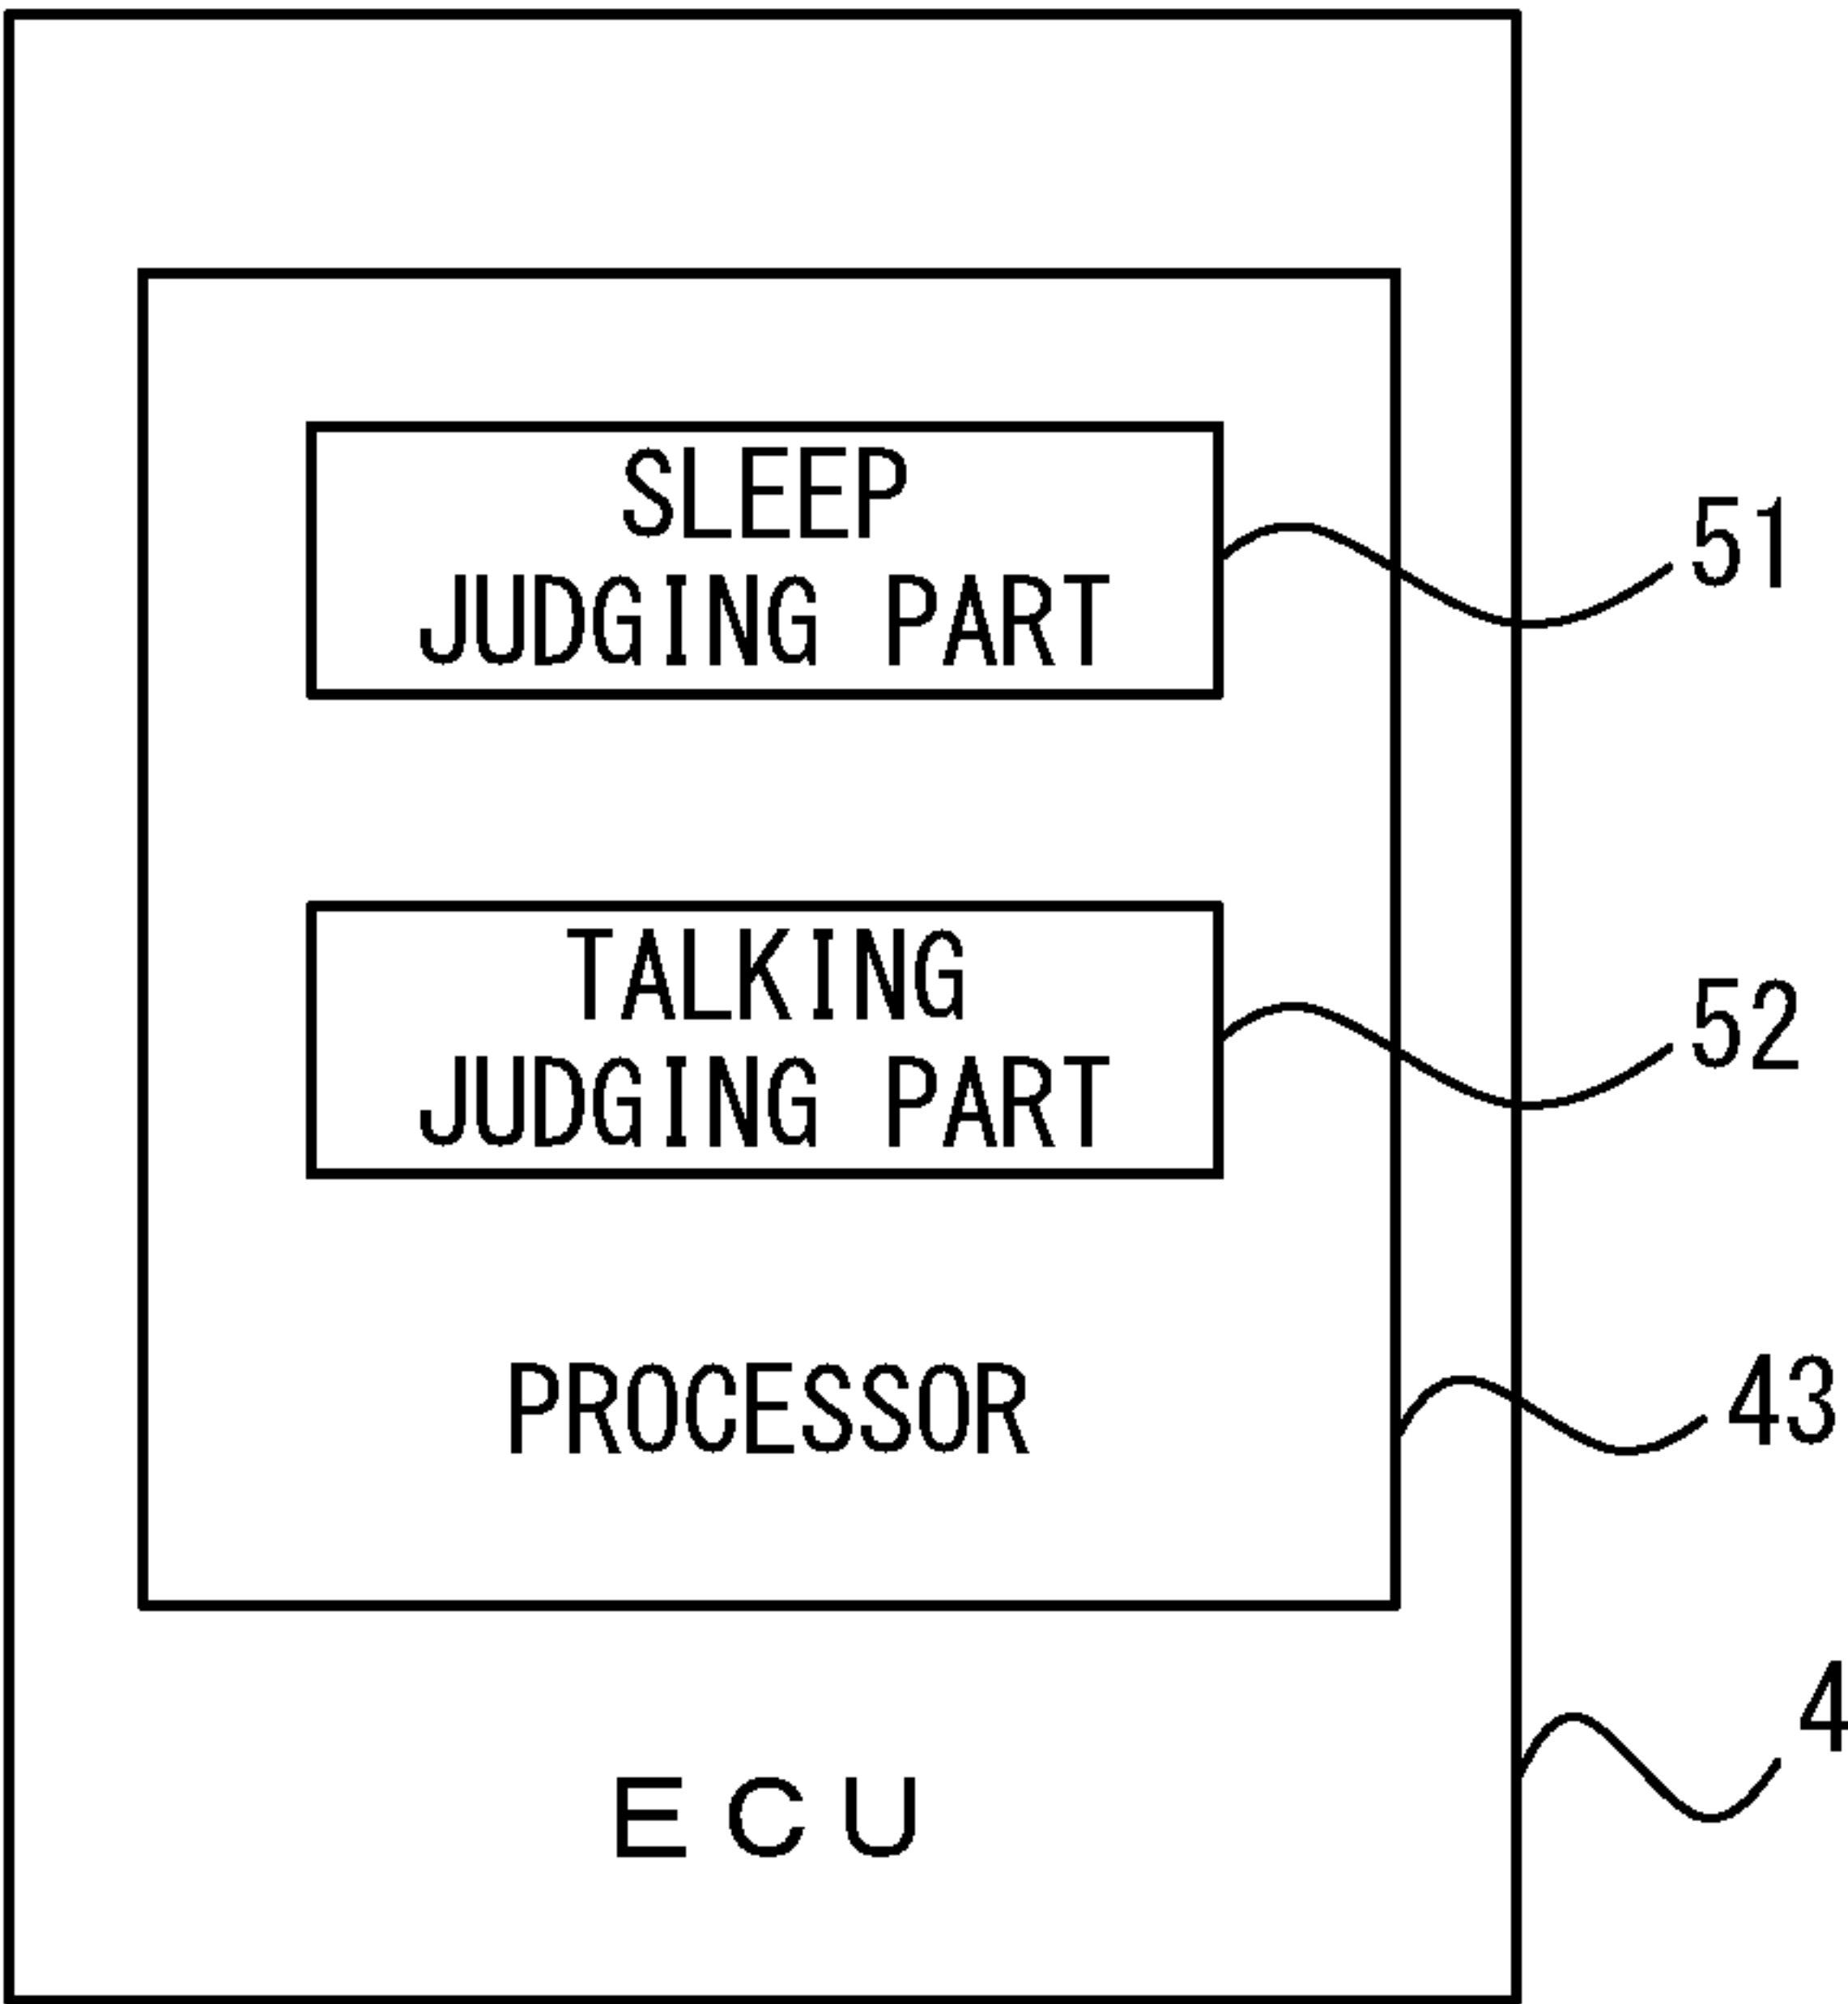 SLEEP
JUDGING PART
51
TALKING
JUDGING PART
52
PROCESSOR
43
4
ECU